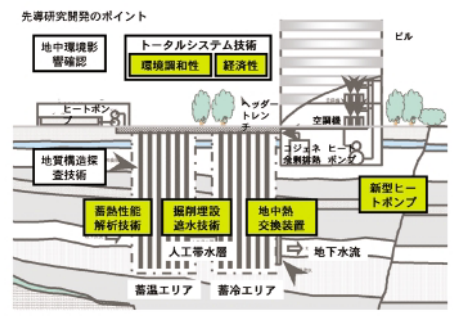 先導研究開発のポイント
地中環境影
響確認
トータルシステム技術
環境調和性
経済性
ビル
ヒートポン
プ
ヘッダー
トレン
チ
空調機
コジェネ
余剰排熱
ヒート
ポンプ
地質構造探
査技術
蓄熱性能
解析技術
掘削埋設
遮水技術
地中熱
交換装置
新型ヒー
トポンプ
人工帯水層
地下水流
蓄温エリア
蓄冷エリア